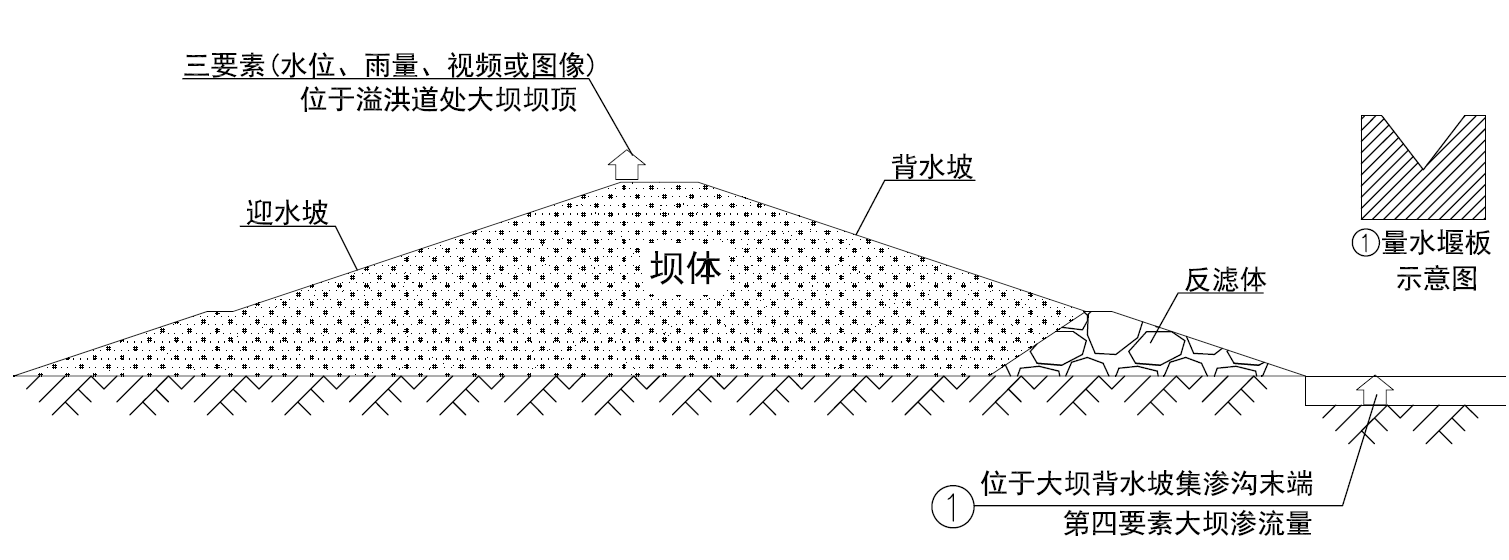 三要素(水位、雨量、视频或图像)
位于溢洪道处大坝坝顶
背水坡
迎水坡
坝体
①量水堰板
示意图
反滤体
① 位于大坝背水坡集渗沟末端
第四要素大坝渗流量